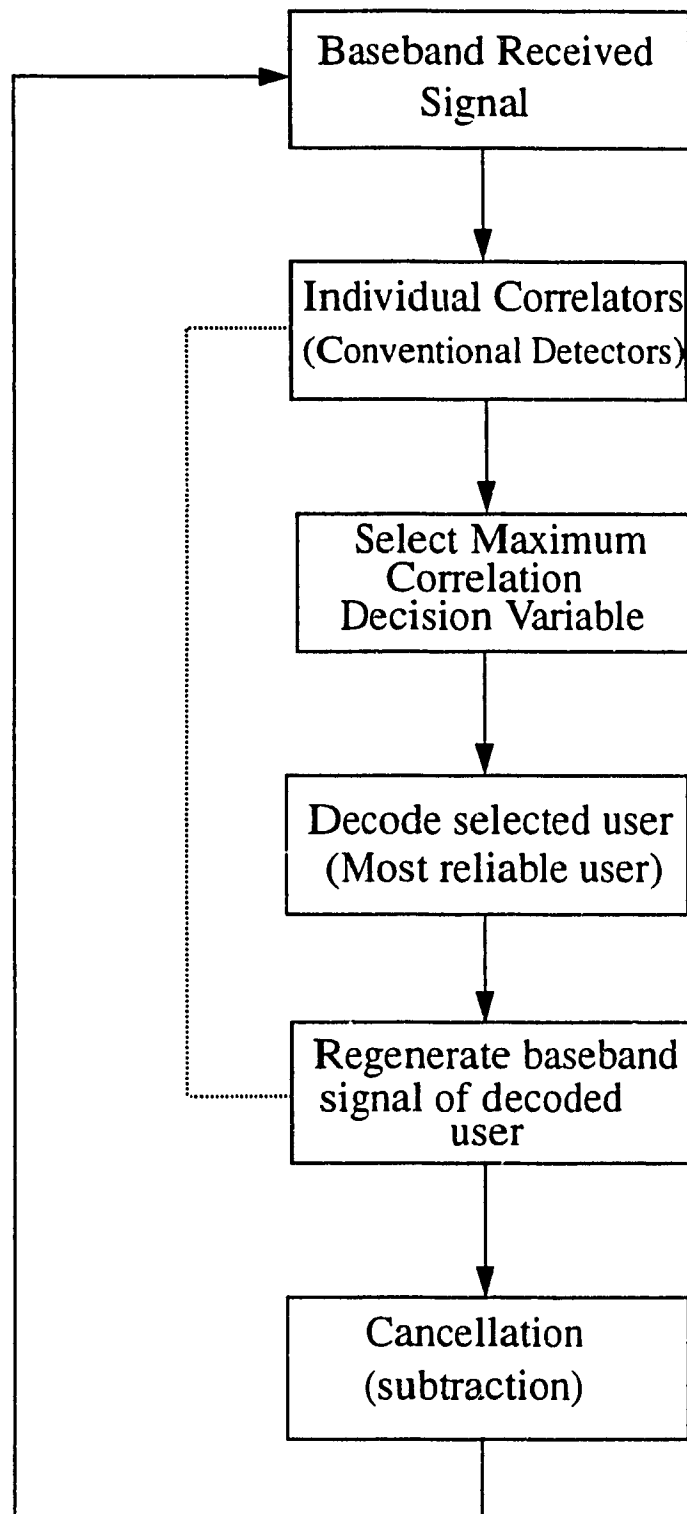 Baseband Received
Signal
Individual Correlators
(Conventional Detectors)
Select Maximum
Correlation
Decision Variable
Decode selected user
(Most reliable user)
Regenerate baseband
signal of decoded
user
Cancellation
(subtraction)